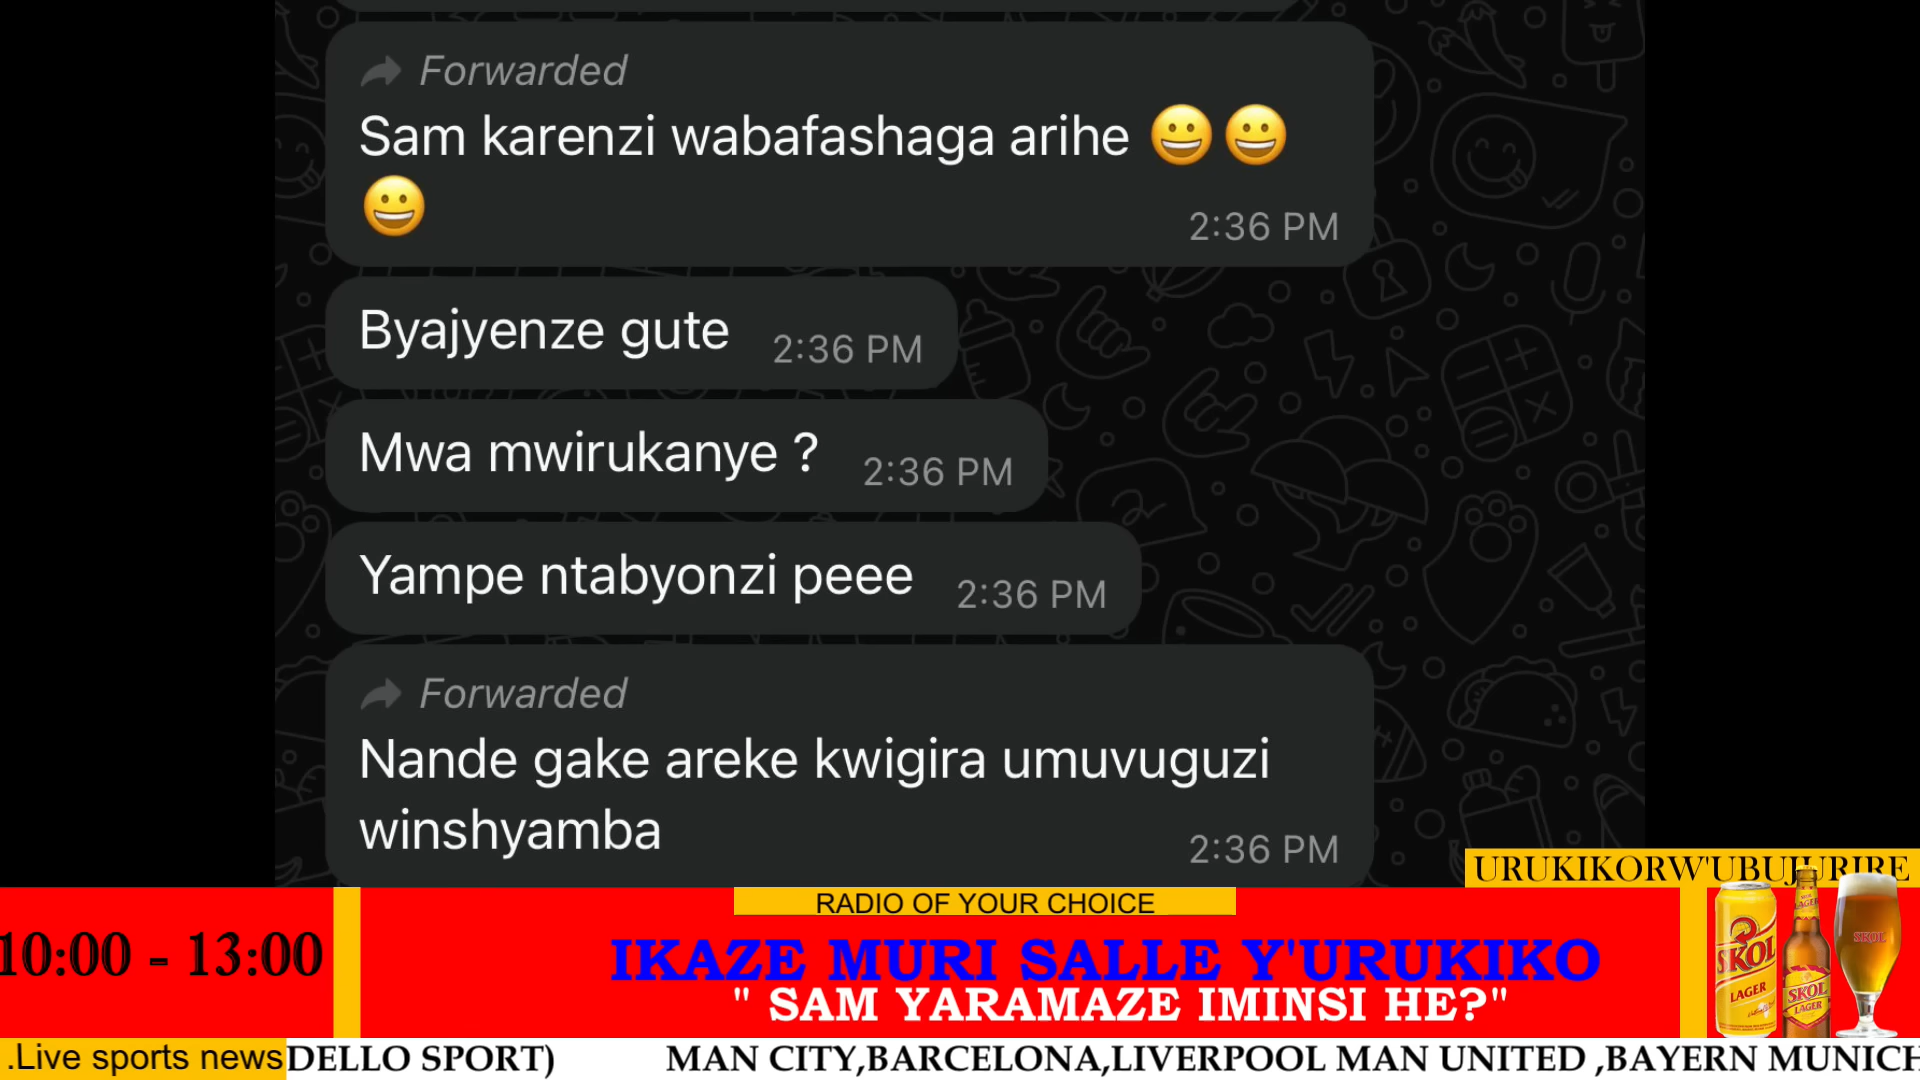 Forwarded
Sam karenzi wabafashaga arihe 😀😀
😀
2:36 PM
Byajyenze gute 2:36 PM
Mwa mwirukanye ? 2:36 PM
Yampe ntabyonzi peee 2:36 PM
Forwarded
Nande gake areke kwigira umuvuguzi
winshyamba
2:36 PM
URUKIKORW'UBUJURIRE
RADIO OF YOUR CHOICE
10:00 - 13:00
IKAZE MURI SALLE Y'URUKIKO
" SAM YARAMAZE IMINSI HE?"
SKOL
LAGER
SKOL
LAGER
SKOL
.Live sports news DELLO SPORT) MAN CITY,BARCELONA,LIVERPOOL MAN UNITED ,BAYERN MUNICH